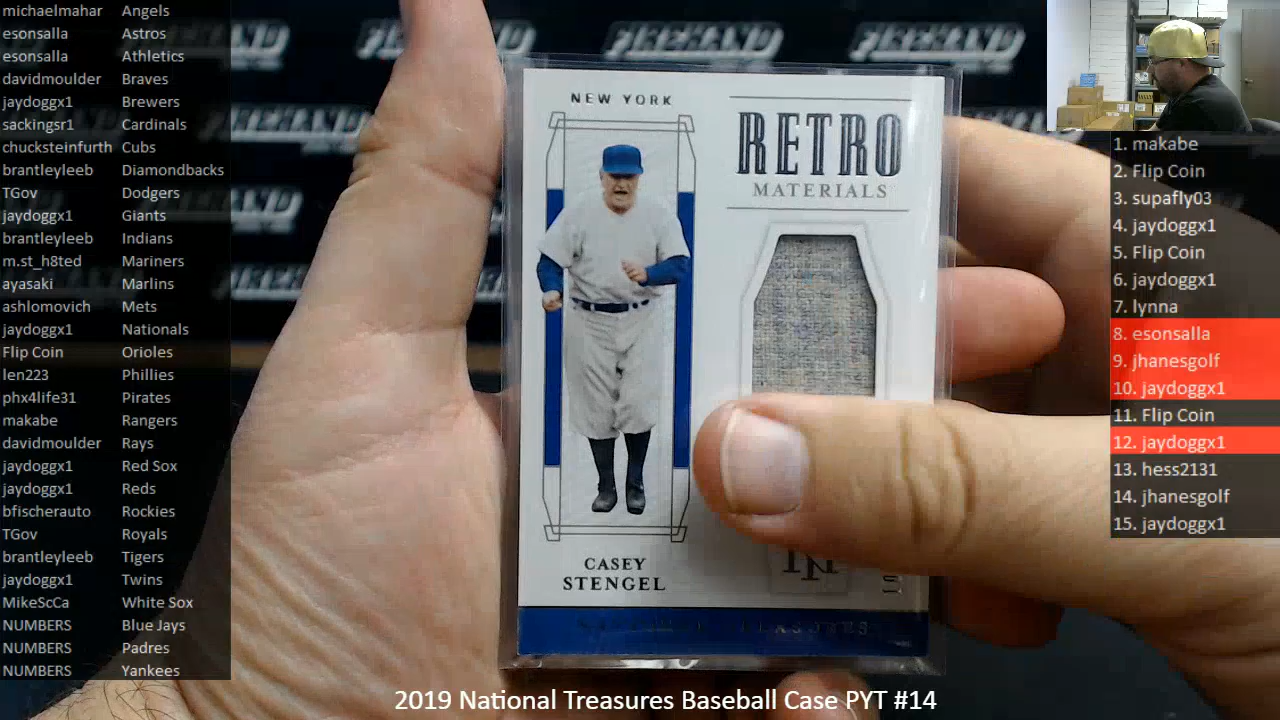 michaelmahar Angels
esonsalla Astros
esonsalla Athletics
davidmoulder Braves
jaydoggx1 Brewers
sackingsr1 Cardinals
chucksteinfurth Cubs
brantleyleeb Diamondbacks
TGov Dodgers
jaydoggx1 Giants
brantleyleeb Indians
m.st_h8ted Mariners
ayasaki Marlins
ashlomovich Mets
jaydoggx1 Nationals
Flip Coin Orioles
len223 Phillies
phx4life31 Pirates
makabe Rangers
davidmoulder Rays
jaydoggx1 Red Sox
jaydoggx1 Reds
bfischerauto Rockies
TGov Royals
brantleyleeb Tigers
jaydoggx1 Twins
MikeScCa White Sox
NUMBERS Blue Jays
NUMBERS Padres
NUMBERS Yankees
FIREHAND FIREHAND FIREHAND
NEW YORK
RETRO
MATERIALS
CASEY
STENGEL
1. makabe
2. Flip Coin
3. supafly03
4. jaydoggx1
5. Flip Coin
6. jaydoggx1
7. lynna
8. esonsalla
9. jhanesgolf
10. jaydoggx1
11. Flip Coin
12. jaydoggx1
13. hess2131
14. jhanesgolf
15. jaydoggx1
2019 National Treasures Baseball Case PYT #14